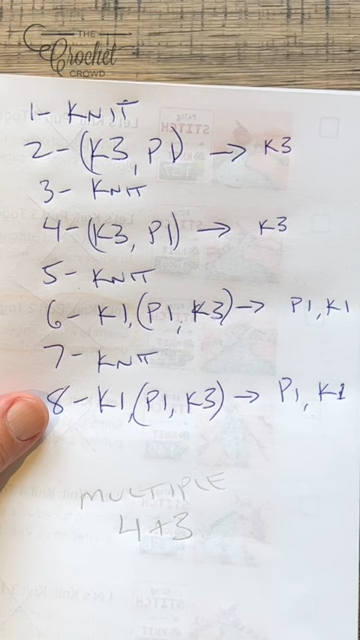 THE
Crochet
CROWD
1- KNIT
2- (K3, P1) → K3
3- KNIT
4- (K3, P1) → K3
5- KNIT
6- K1, (P1, K3) → P1, K1
7- KNIT
8- K1, (P1, K3) → P1, K1
MULTIPLE
4+3